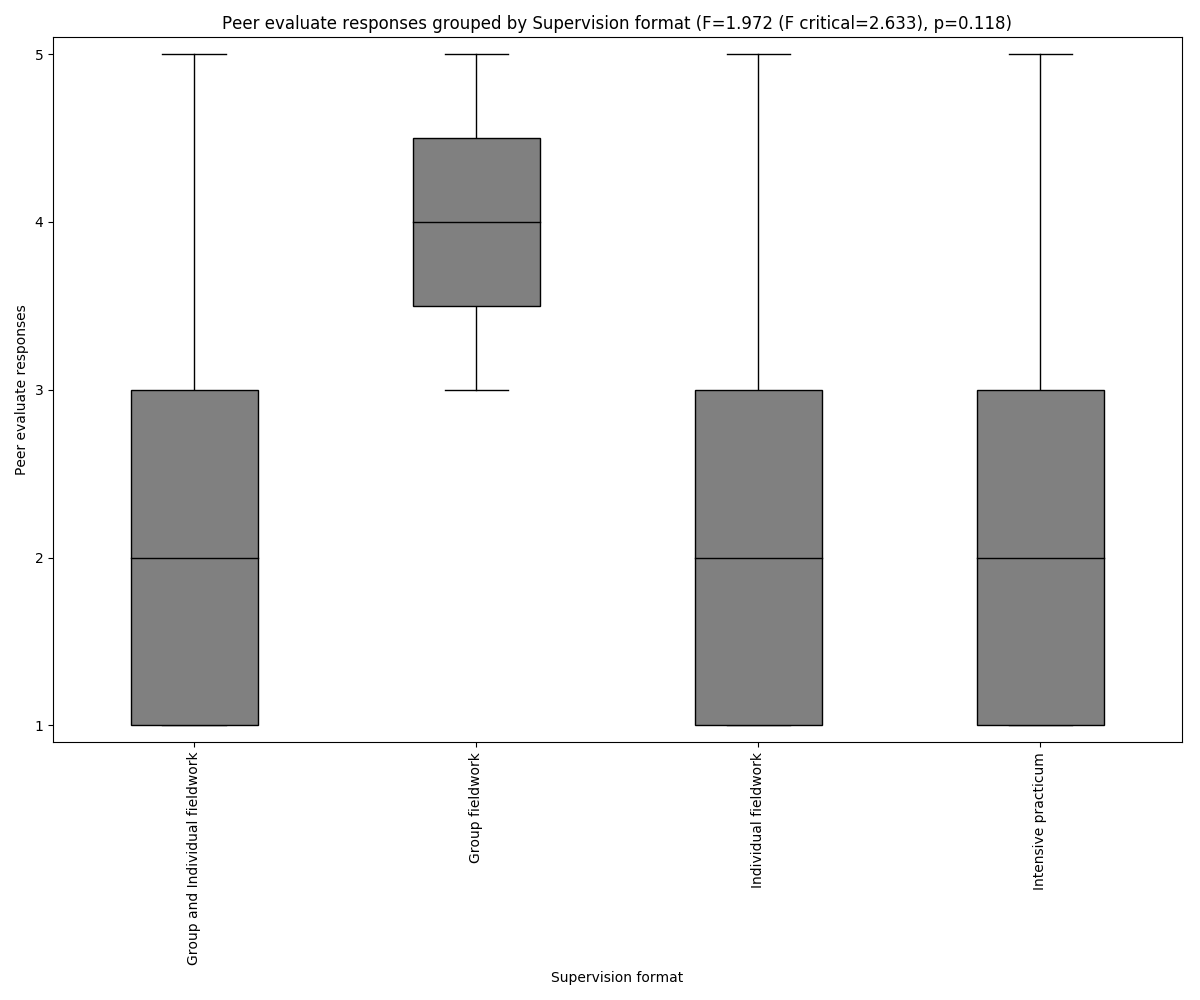 Peer evaluate responses grouped by Supervision format (F=1.972 (F critical=2.633), p=0.118)
5
4
3
2
1
Peer evaluate responses
Group and Individual fieldwork
Group fieldwork
Individual fieldwork
Intensive practicum
Supervision format